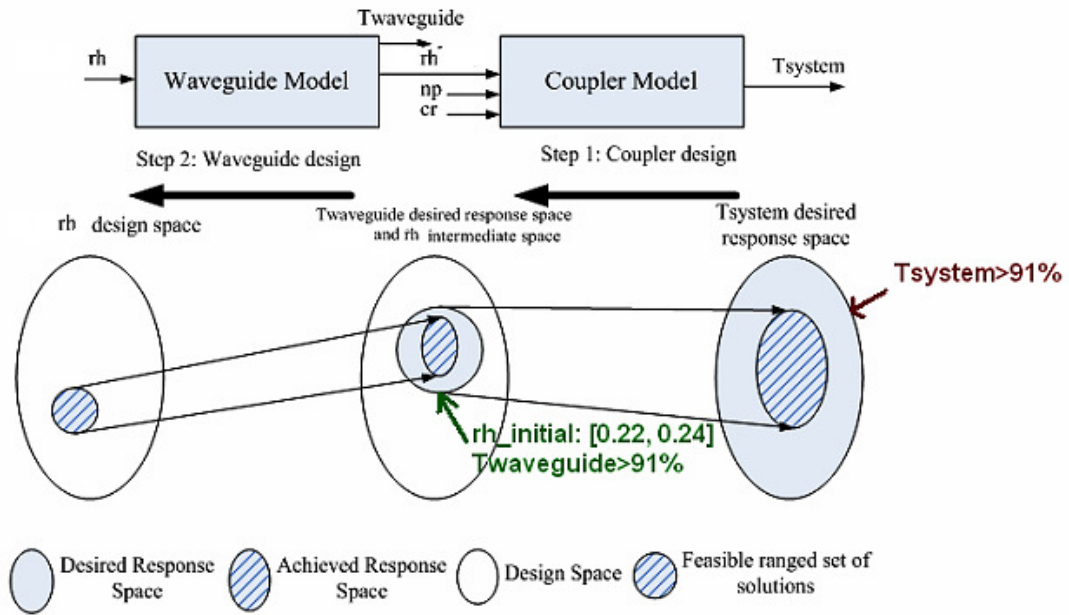 Twaveguide
rh
Waveguide Model
rh'
np
cr
Coupler Model
Tsystem
Step 2: Waveguide design
Step 1: Coupler design
rh design space
Twaveguide desired response space
and rh intermediate space
Tsystem desired
response space
Tsystem>91%
rh_initial: [0.22, 0.24]
Twaveguide>91%
Desired Response
Space
Achieved Response
Space
Design Space
Feasible ranged set of
solutions